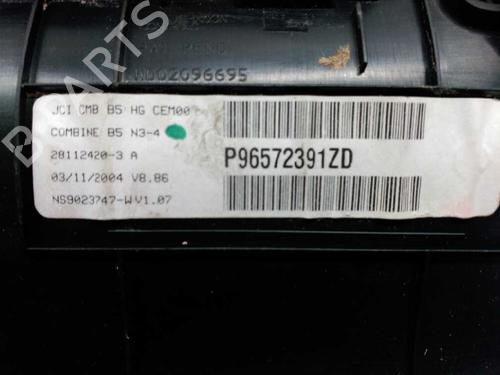 JCI CMB B5 HG CEM00
COMBINE B5 N3-4
28112420-3 A
03/11/2004 V8.86
NS9023747-W V1.07
P96572391ZD
B-PARTS